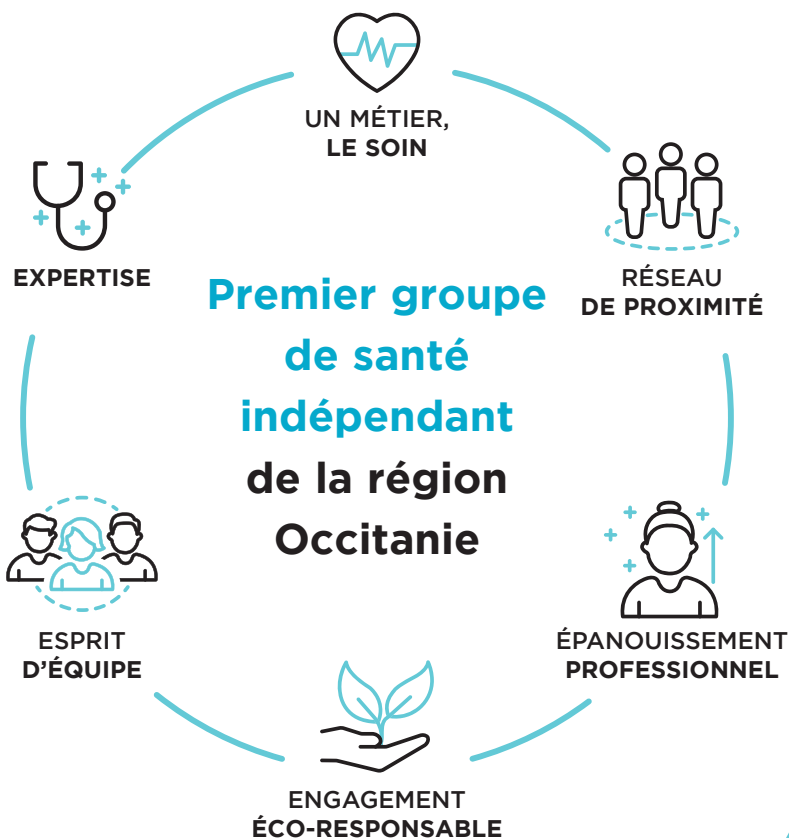 UN MÉTIER,
LE SOIN
RÉSEAU
DE PROXIMITÉ
ÉPANOUISSEMENT
PROFESSIONNEL
ENGAGEMENT
ÉCO-RESPONSABLE
ESPRIT
D’ÉQUIPE
EXPERTISE
Premier groupe
de santé
indépendant
de la région
Occitanie